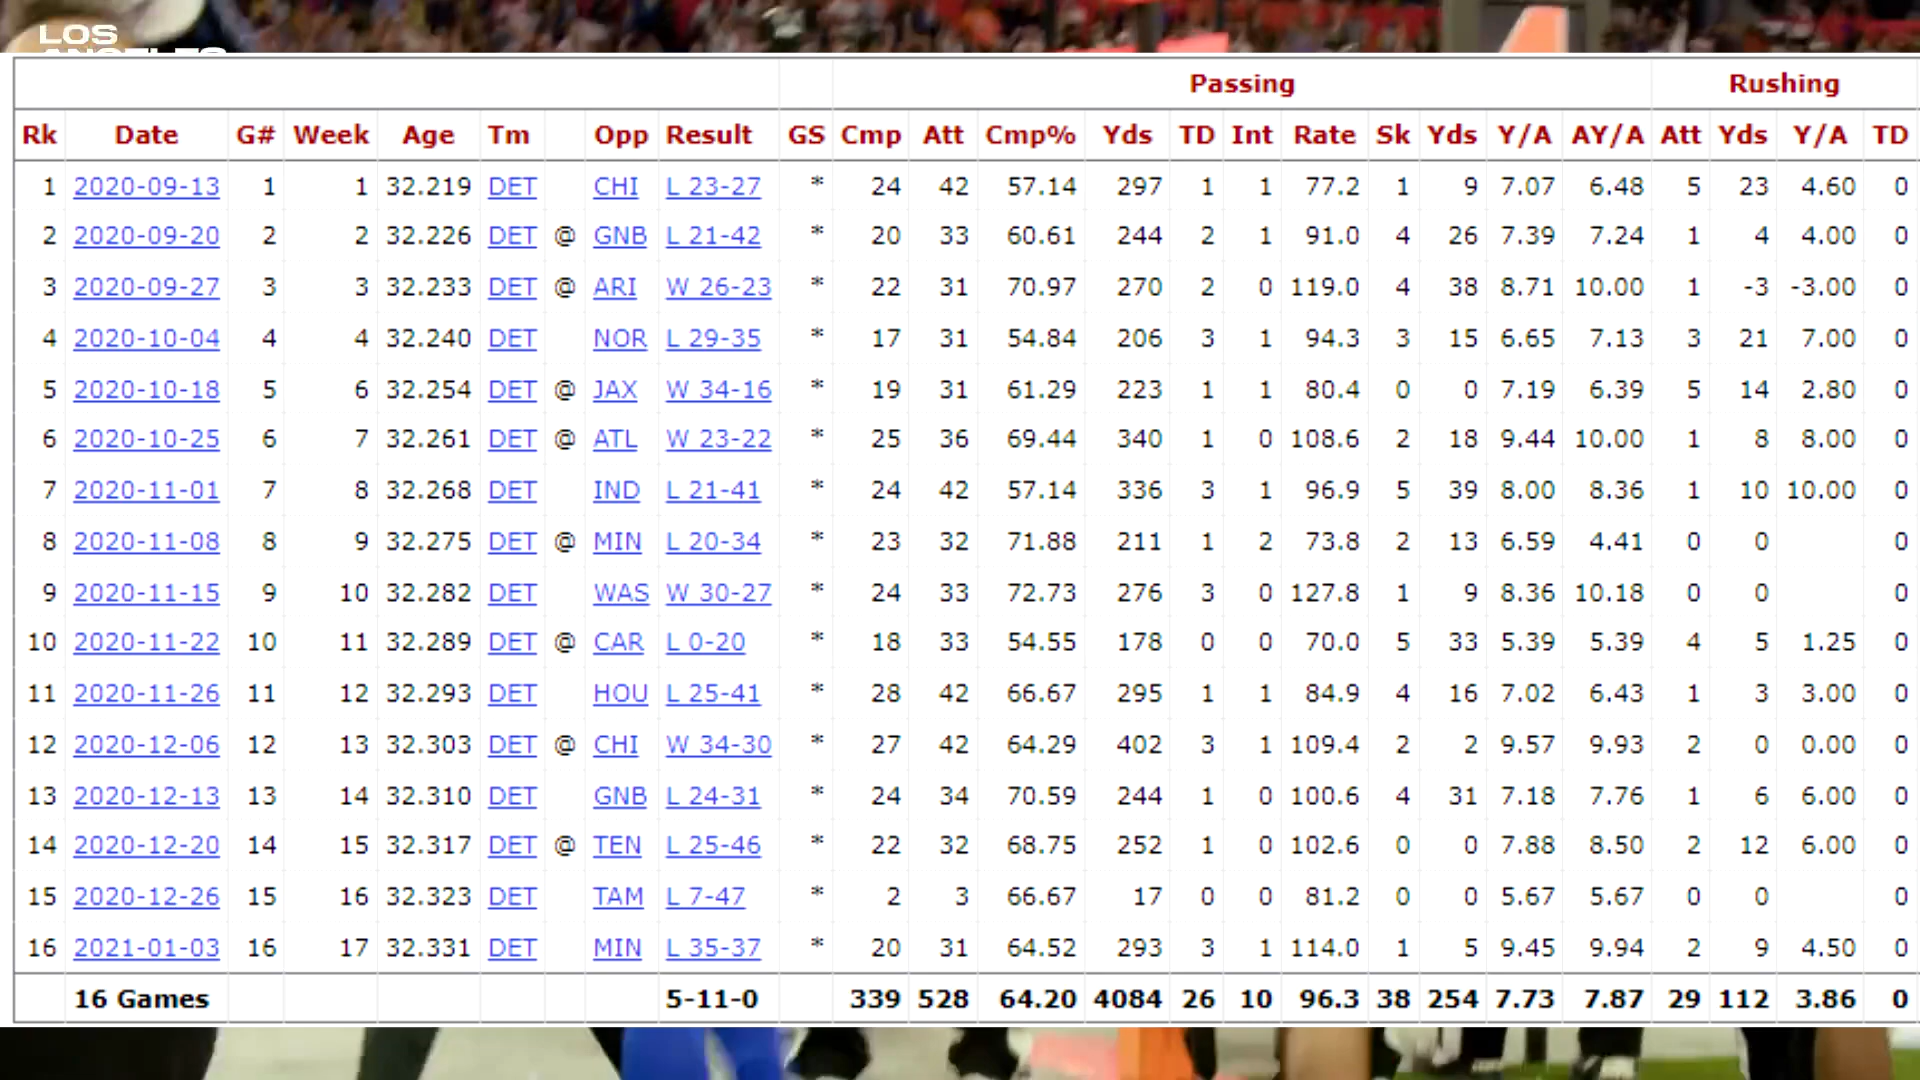 LOS
ANGELES
Passing Rushing
Rk Date G# Week Age Tm Opp Result GS Cmp Att Cmp% Yds TD Int Rate Sk Yds Y/A AY/A Att Yds Y/A TD
1 2020-09-13 1 1 32.219 DET CHI L 23-27 * 24 42 57.14 297 1 1 77.2 1 9 7.07 6.48 5 23 4.60 0
2 2020-09-20 2 2 32.226 DET @ GNB L 21-42 * 20 33 60.61 244 2 1 91.0 4 26 7.39 7.24 1 4 4.00 0
3 2020-09-27 3 3 32.233 DET @ ARI W 26-23 * 22 31 70.97 270 2 0 119.0 4 38 8.71 10.00 1 -3 -3.00 0
4 2020-10-04 4 4 32.240 DET NOR L 29-35 * 17 31 54.84 206 3 1 94.3 3 15 6.65 7.13 3 21 7.00 0
5 2020-10-18 5 6 32.254 DET @ JAX W 34-16 * 19 31 61.29 223 1 1 80.4 0 0 7.19 6.39 5 14 2.80 0
6 2020-10-25 6 7 32.261 DET @ ATL W 23-22 * 25 36 69.44 340 1 0 108.6 2 18 9.44 10.00 1 8 8.00 0
7 2020-11-01 7 8 32.268 DET IND L 21-41 * 24 42 57.14 336 3 1 96.9 5 39 8.00 8.36 1 10 10.00 0
8 2020-11-08 8 9 32.275 DET @ MIN L 20-34 * 23 32 71.88 211 1 2 73.8 2 13 6.59 4.41 0 0 0
9 2020-11-15 9 10 32.282 DET WAS W 30-27 * 24 33 72.73 276 3 0 127.8 1 9 8.36 10.18 0 0 0
10 2020-11-22 10 11 32.289 DET @ CAR L 0-20 * 18 33 54.55 178 0 0 70.0 5 33 5.39 5.39 4 5 1.25 0
11 2020-11-26 11 12 32.293 DET HOU L 25-41 * 28 42 66.67 295 1 1 84.9 4 16 7.02 6.43 1 3 3.00 0
12 2020-12-06 12 13 32.303 DET @ CHI W 34-30 * 27 42 64.29 402 3 1 109.4 2 2 9.57 9.93 2 0 0.00 0
13 2020-12-13 13 14 32.310 DET GNB L 24-31 * 24 34 70.59 244 1 0 100.6 4 31 7.18 7.76 1 6 6.00 0
14 2020-12-20 14 15 32.317 DET @ TEN L 25-46 * 22 32 68.75 252 1 0 102.6 0 0 7.88 8.50 2 12 6.00 0
15 2020-12-26 15 16 32.323 DET TAM L 7-47 * 2 3 66.67 17 0 0 81.2 0 0 5.67 5.67 0 0 0
16 2021-01-03 16 17 32.331 DET MIN L 35-37 * 20 31 64.52 293 3 1 114.0 1 5 9.45 9.94 2 9 4.50 0
16 Games 5-11-0 339 528 64.20 4084 26 10 96.3 38 254 7.73 7.87 29 112 3.86 0